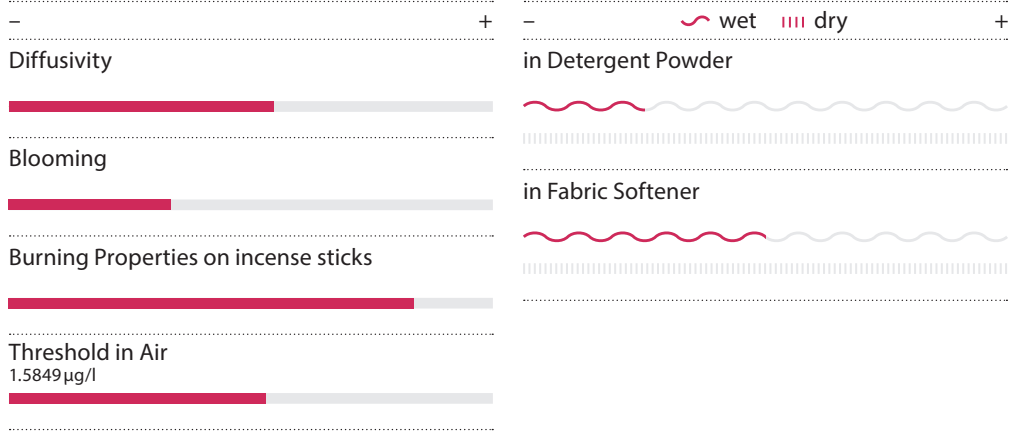 – +
Diffusivity
Blooming
Burning Properties on incense sticks
Threshold in Air
1.5849 µg/l
– wet dry +
in Detergent Powder
in Fabric Softener